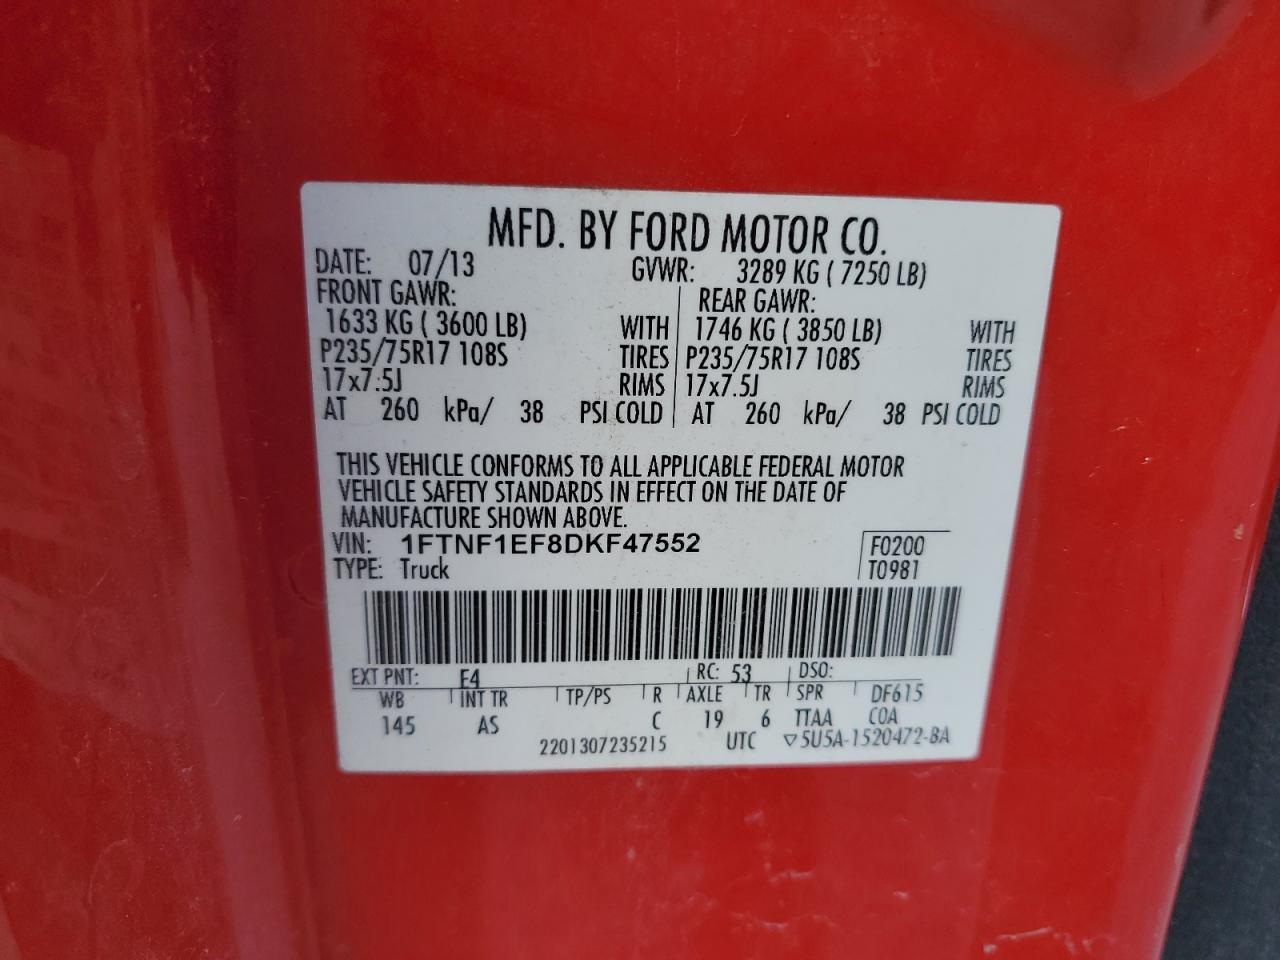 MFD. BY FORD MOTOR CO.
DATE: 07/13 GVWR: 3289 KG ( 7250 LB)
FRONT GAWR: REAR GAWR:
1633 KG ( 3600 LB) WITH 1746 KG ( 3850 LB) WITH
P235/75R17 108S TIRES P235/75R17 108S TIRES
17x7.5J RIMS 17x7.5J RIMS
AT 260 kPa/ 38 PSI COLD AT 260 kPa/ 38 PSI COLD
THIS VEHICLE CONFORMS TO ALL APPLICABLE FEDERAL MOTOR
VEHICLE SAFETY STANDARDS IN EFFECT ON THE DATE OF
MANUFACTURE SHOWN ABOVE.
VIN: 1FTNF1EF8DKF47552 F0200
TYPE: Truck T0981
EXT PNT: F4 RC: 53 DSO:
WB INT TR TP/PS R AXLE TR SPR DF615
145 AS C 19 6 TTAA COA
2201307235215 UTC ▽5U5A-1520472-BA